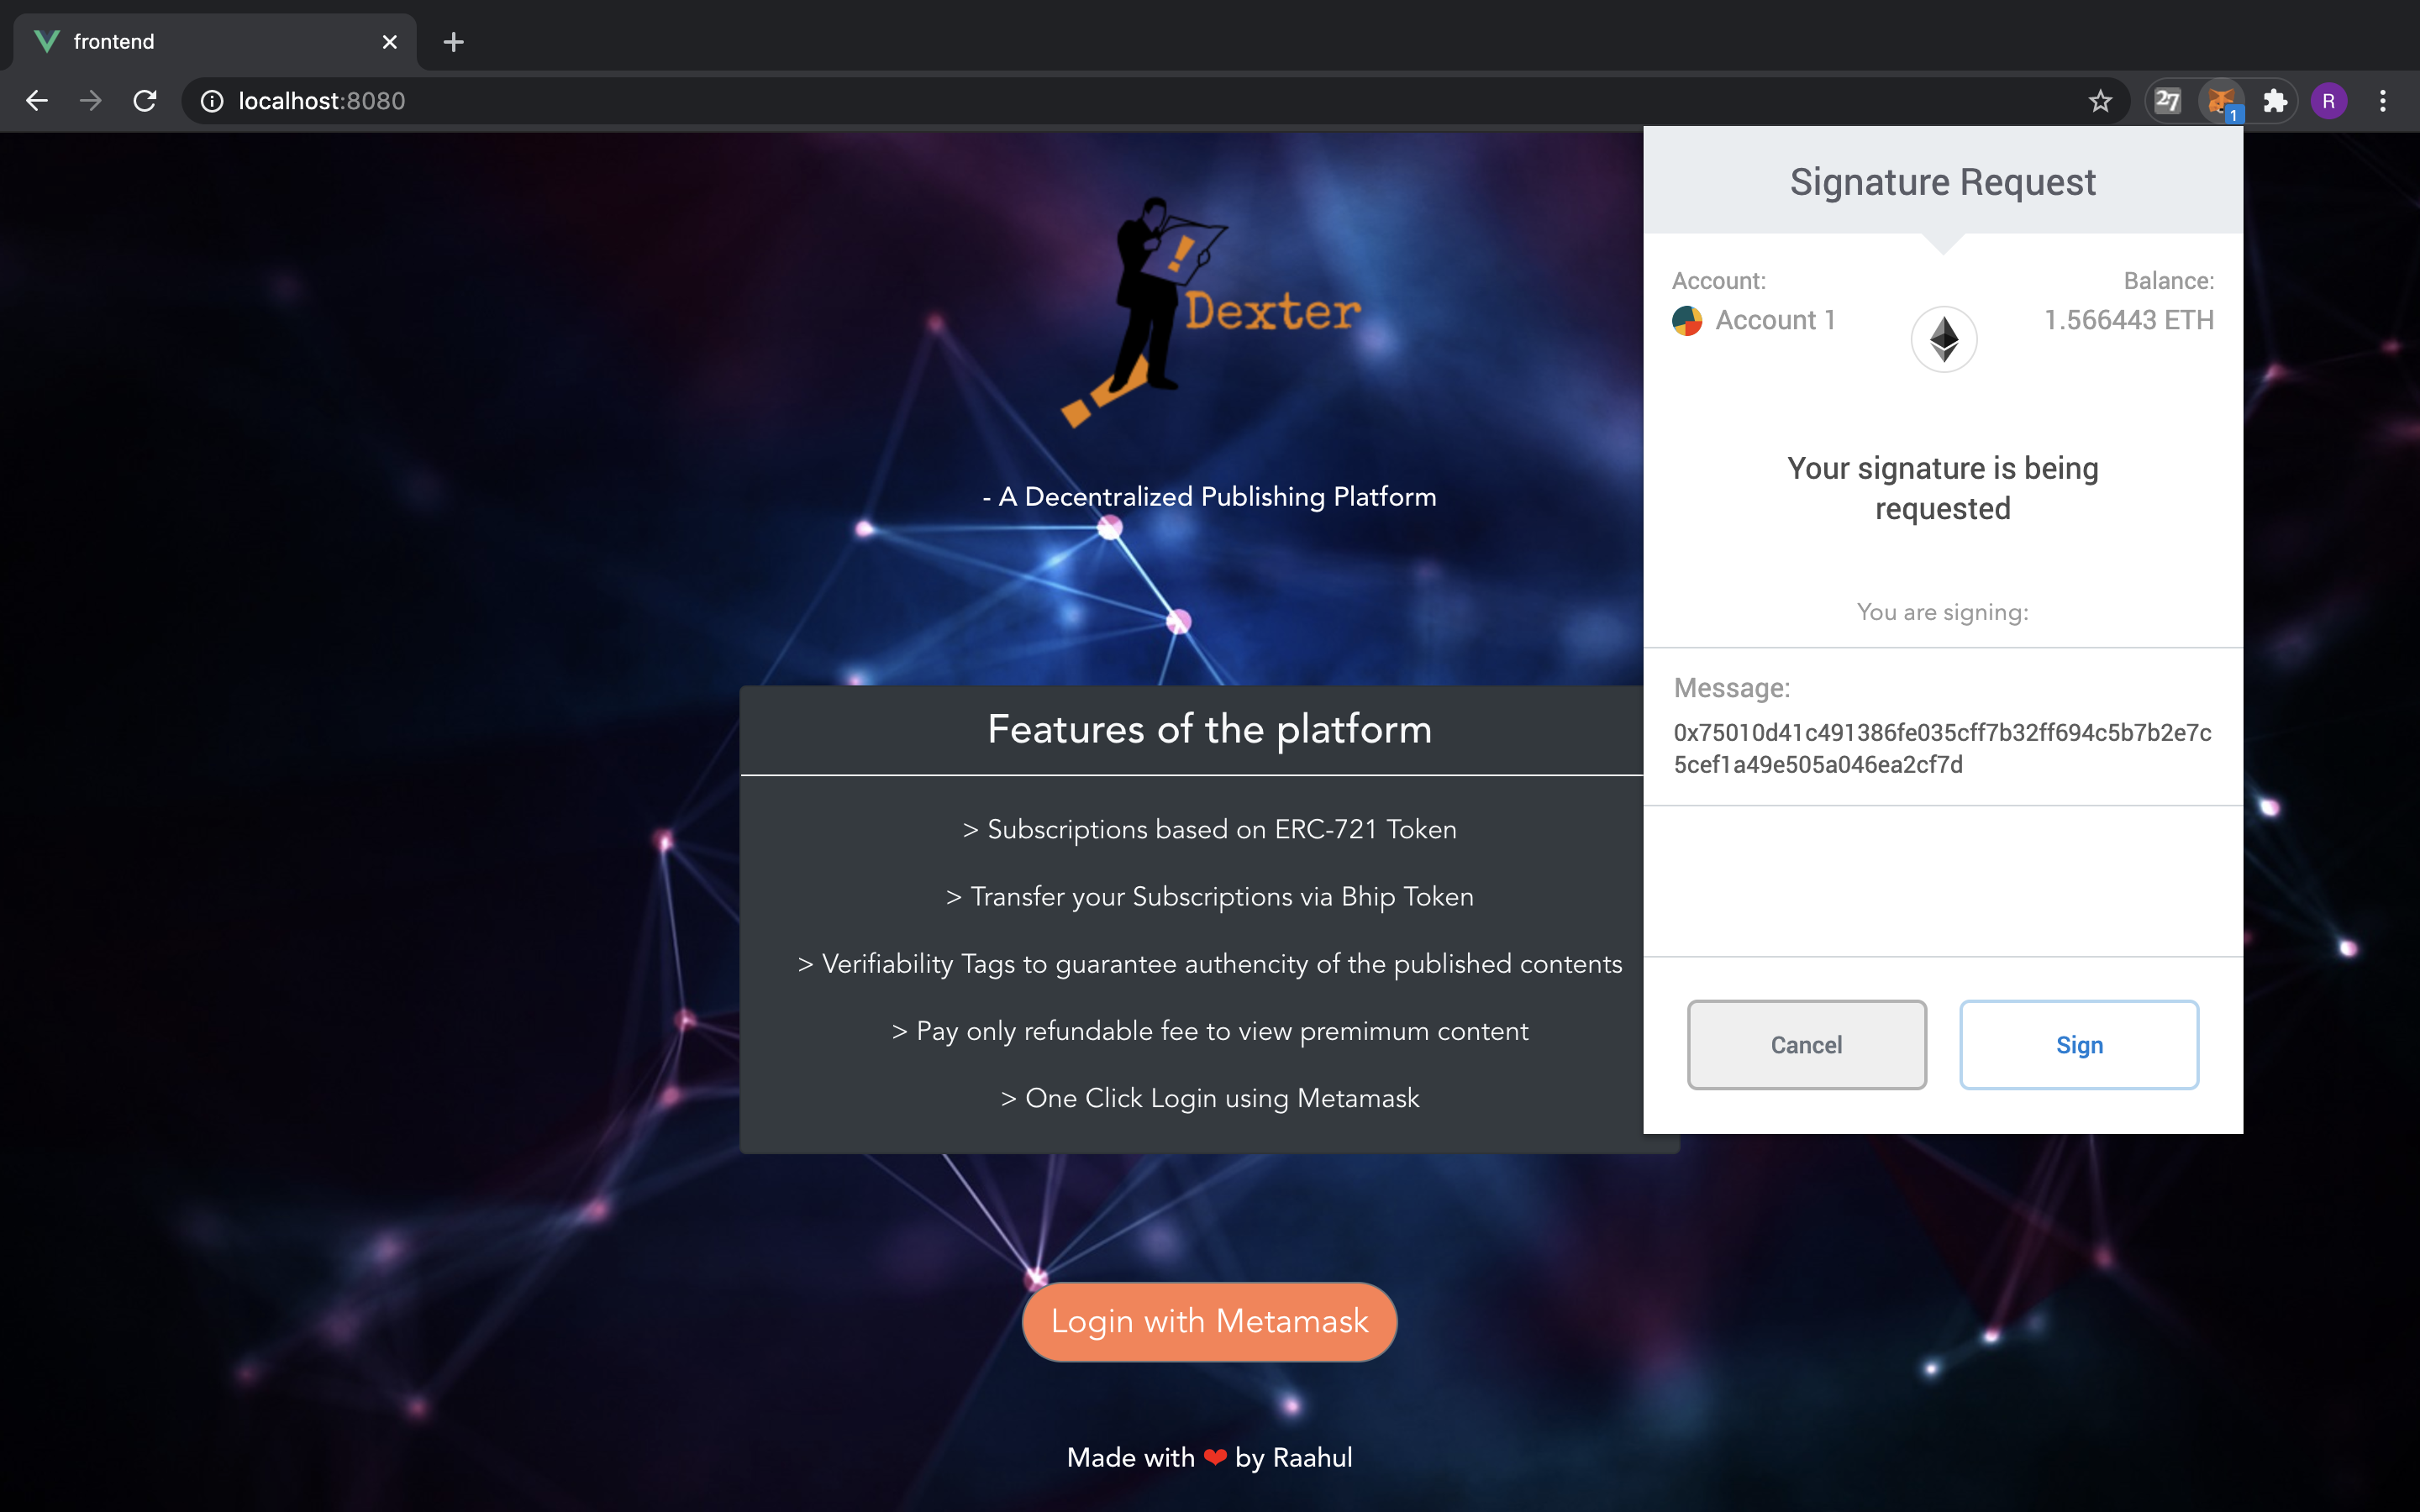 frontend
localhost:8080
27
1
R
Dexter
- A Decentralized Publishing Platform
Features of the platform
> Subscriptions based on ERC-721 Token
> Transfer your Subscriptions via Bhip Token
> Verifiability Tags to guarantee authencity of the published contents
> Pay only refundable fee to view premimum content
> One Click Login using Metamask
Login with Metamask
Made with ❤ by Raahul
Signature Request
Account:
Balance:
Account 1
1.566443 ETH
Your signature is being
requested
You are signing:
Message:
0x75010d41c491386fe035cff7b32ff694c5b7b2e7c
5cef1a49e505a046ea2cf7d
Cancel
Sign